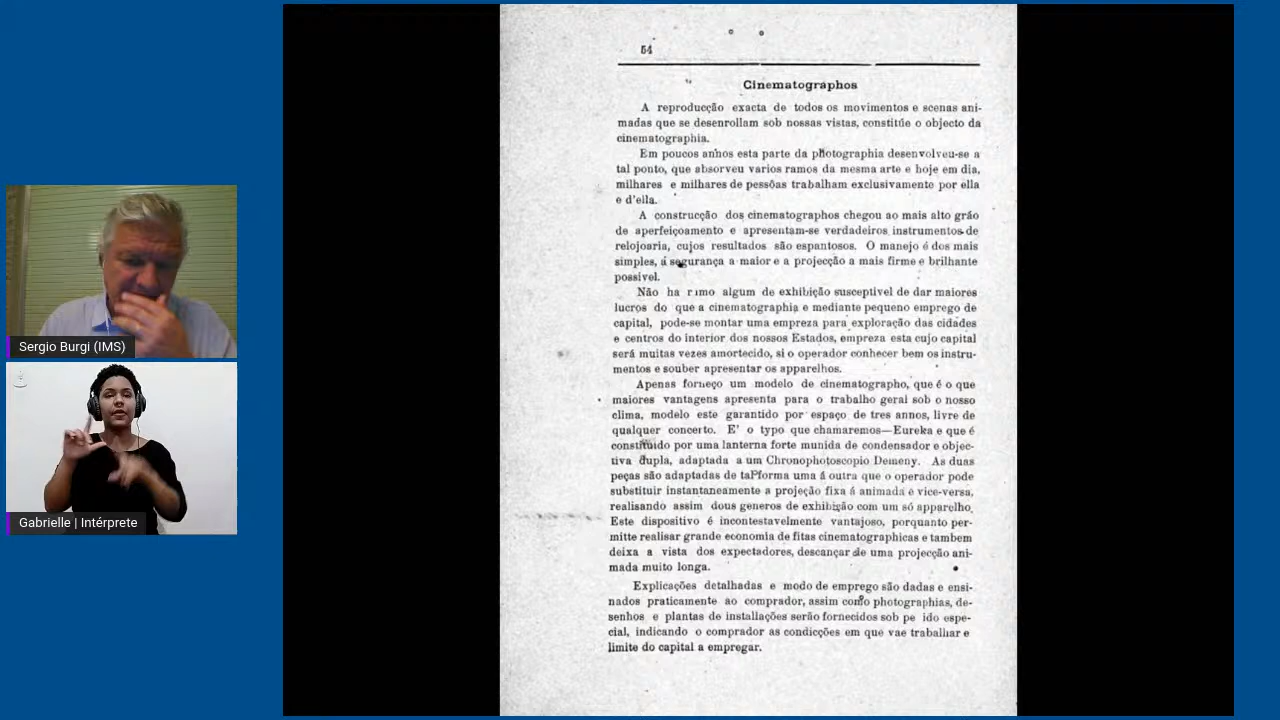 54
Cinematographos
A reproducção exacta de todos os movimentos e scenas ani-
madas que se desenrollam sob nossas vistas, constitúe o objecto da
cinematographia.
Em poucos annos esta parte da photographia desenvolveu-se a
tal ponto, que absorveu varios ramos da mesma arte e hoje em dia,
milhares e milhares de pessôas trabalham exclusivamente por ella
e d'ella.
A construcção dos cinematographos chegou ao mais alto gráo
de aperfeiçoamento e apresentam-se verdadeiros instrumentos de
relojoaria, cujos resultados são espantosos. O manejo é dos mais
simples, á segurança a maior e a projecção a mais firme e brilhante
possivel.
Não ha r mo algum de exhibição susceptivel de dar maiores
lucros do que a cinematographia e mediante pequeno emprego de
capital, pode-se montar uma empreza para exploração das cidades
e centros do interior dos nossos Estados, empreza esta cujo capital
será muitas vezes amortecido, si o operador conhecer bem os instru-
mentos e souber apresentar os apparelhos.
Apenas forneço um modelo de cinematographo, que é o que
maiores vantagens apresenta para o trabalho geral sob o nosso
clima, modelo este garantido por espaço de tres annos, livre de
qualquer concerto. E' o typo que chamaremos—Eureka e que é
constituido por uma lanterna forte munida de condensador e objec-
tiva dupla, adaptada a um Chronophotoscopio Demeny. As duas
peças são adaptadas de tal forma uma á outra que o operador pode
substituir instantaneamente a projeção fixa á animada e vice-versa,
realisando assim dous generos de exhibição com um só apparelho.
Este dispositivo é incontestavelmente vantajoso, porquanto per-
mitte realisar grande economia de fitas cinematographicas e tambem
deixa a vista dos expectadores, descançar de uma projecção ani-
mada muito longa.
Explicações detalhadas e modo de emprego são dadas e ensi-
nados praticamente ao comprador, assim como photographias, de-
senhos e plantas de installações serão fornecidos sob pe ido espe-
cial, indicando o comprador as condicções em que vae trabalhar e
limite do capital a empregar.
Sergio Burgi (IMS)
Gabrielle | Intérprete